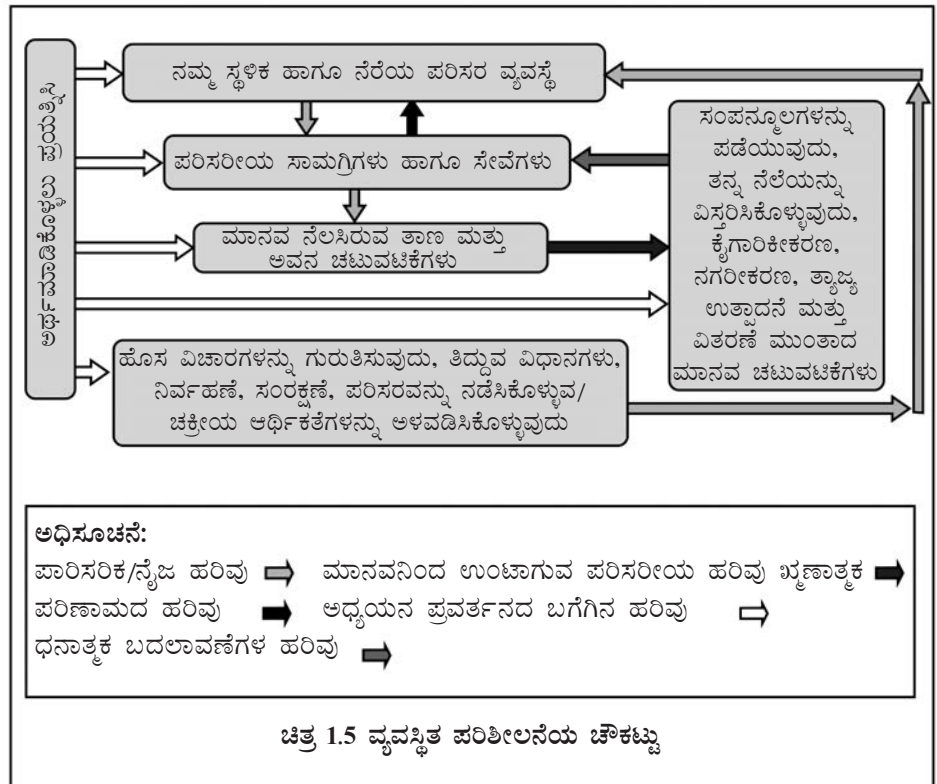 ಅರ್ಥಮಾಡಿಕೊಳ್ಳಲು ಪ್ರಯತ್ನಿಸಿ
ನಮ್ಮ ಸ್ಥಳಿಕ ಹಾಗೂ ನೆರೆಯ ಪರಿಸರ ವ್ಯವಸ್ಥೆ
ಪರಿಸರೀಯ ಸಾಮಗ್ರಿಗಳು ಹಾಗೂ ಸೇವೆಗಳು
ಮಾನವ ನೆಲಸಿರುವ ತಾಣ ಮತ್ತು
ಅವನ ಚಟುವಟಿಕೆಗಳು
ಸಂಪನ್ಮೂಲಗಳನ್ನು
ಪಡೆಯುವುದು,
ತನ್ನ ನೆಲೆಯನ್ನು
ವಿಸ್ತರಿಸಿಕೊಳ್ಳುವುದು,
ಕೈಗಾರಿಕೀಕರಣ,
ನಗರೀಕರಣ, ತ್ಯಾಜ್ಯ
ಉತ್ಪಾದನೆ ಮತ್ತು
ವಿತರಣೆ ಮುಂತಾದ
ಮಾನವ ಚಟುವಟಿಕೆಗಳು
ಹೊಸ ವಿಚಾರಗಳನ್ನು ಗುರುತಿಸುವುದು, ತಿದ್ದುವ ವಿಧಾನಗಳು,
ನಿರ್ವಹಣೆ, ಸಂರಕ್ಷಣೆ, ಪರಿಸರವನ್ನು ನಡೆಸಿಕೊಳ್ಳುವ/
ಚಕ್ರೀಯ ಆರ್ಥಿಕತೆಗಳನ್ನು ಅಳವಡಿಸಿಕೊಳ್ಳುವುದು
ಅಧಿಸೂಚನೆ:
ಪಾರಿಸರಿಕ/ನೈಜ ಹರಿವು ಮಾನವನಿಂದ ಉಂಟಾಗುವ ಪರಿಸರೀಯ ಹರಿವು ಋಣಾತ್ಮಕ
ಪರಿಣಾಮದ ಹರಿವು ಅಧ್ಯಯನ ಪ್ರವರ್ತನದ ಬಗೆಗಿನ ಹರಿವು
ಧನಾತ್ಮಕ ಬದಲಾವಣೆಗಳ ಹರಿವು
ಚಿತ್ರ 1.5 ವ್ಯವಸ್ಥಿತ ಪರಿಶೀಲನೆಯ ಚೌಕಟ್ಟು